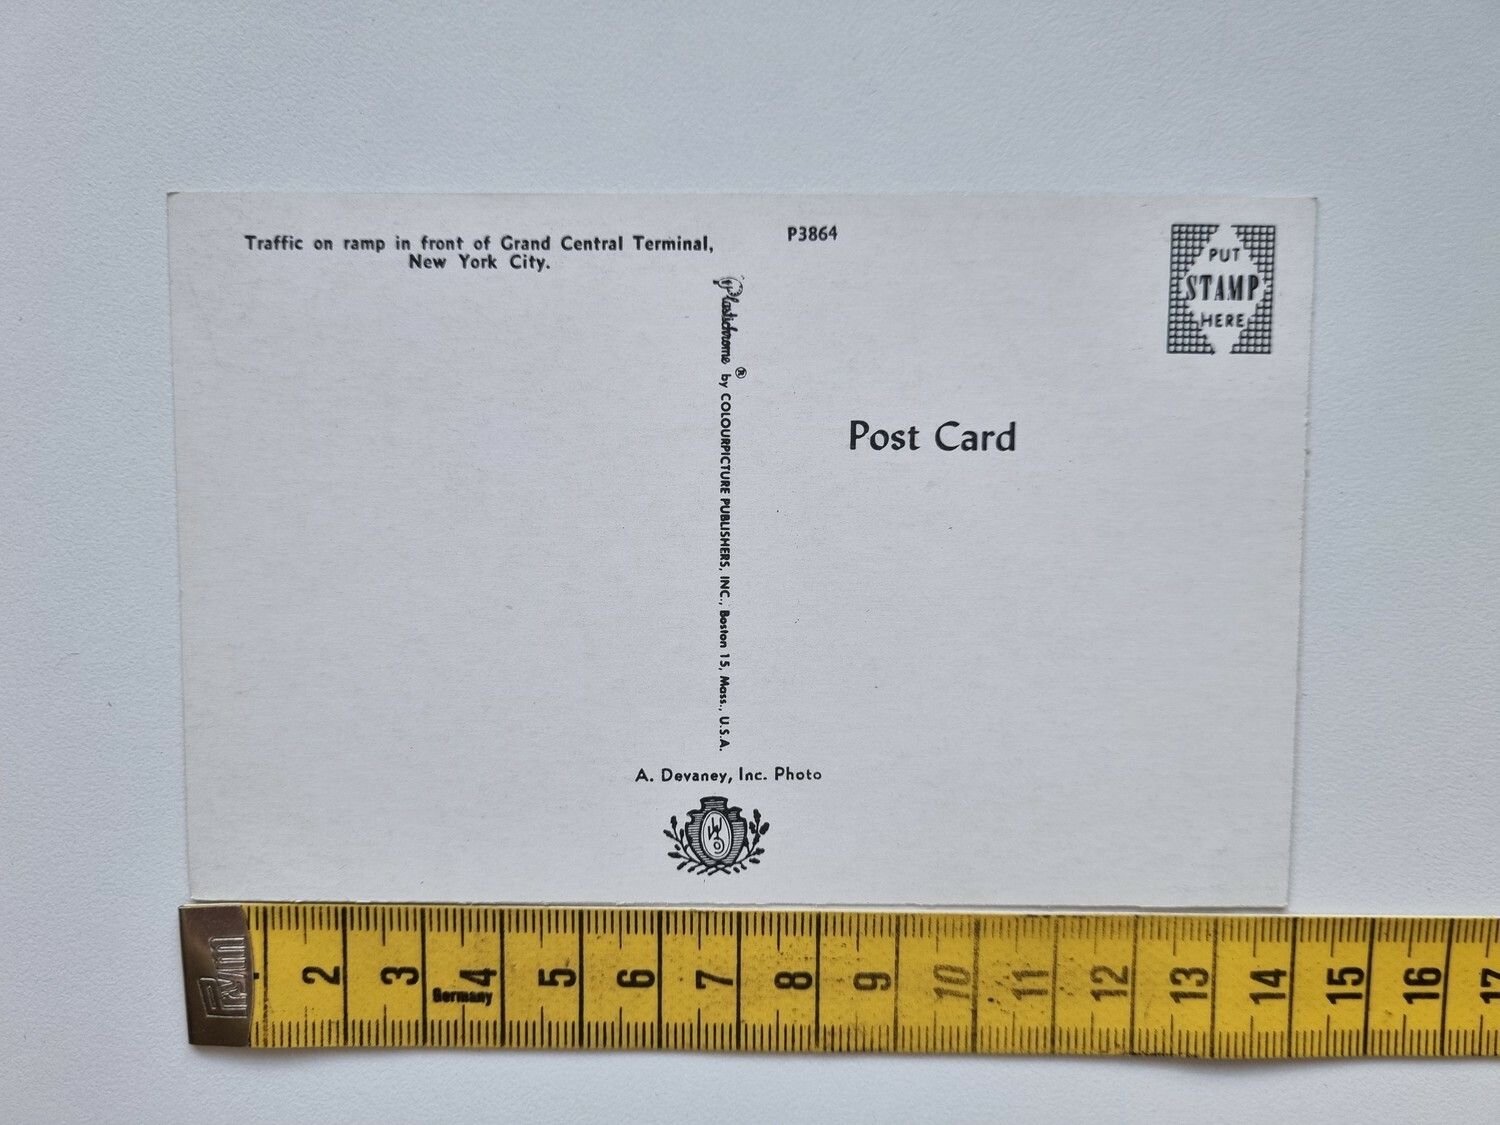 Traffic on ramp in front of Grand Central Terminal,
New York City.
P3864
PUT
STAMP
HERE
Plastichrome ® by COLOURPICTURE PUBLISHERS, INC., Boston 15, Mass., U.S.A.
Post Card
A. Devaney, Inc. Photo
Prym
2 3 4 5 6 7 8 9 10 11 12 13 14 15 16 17
Germany